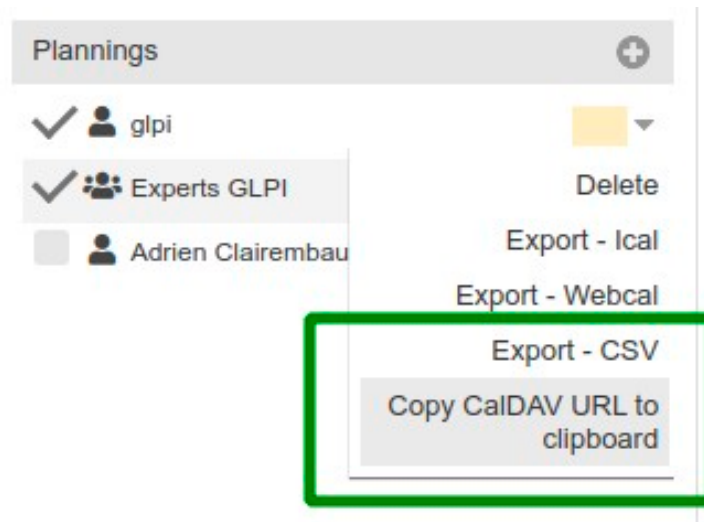 Plannings
glpi
Experts GLPI
Adrien Clairembau
Delete
Export - Ical
Export - Webcal
Export - CSV
Copy CalDAV URL to
clipboard